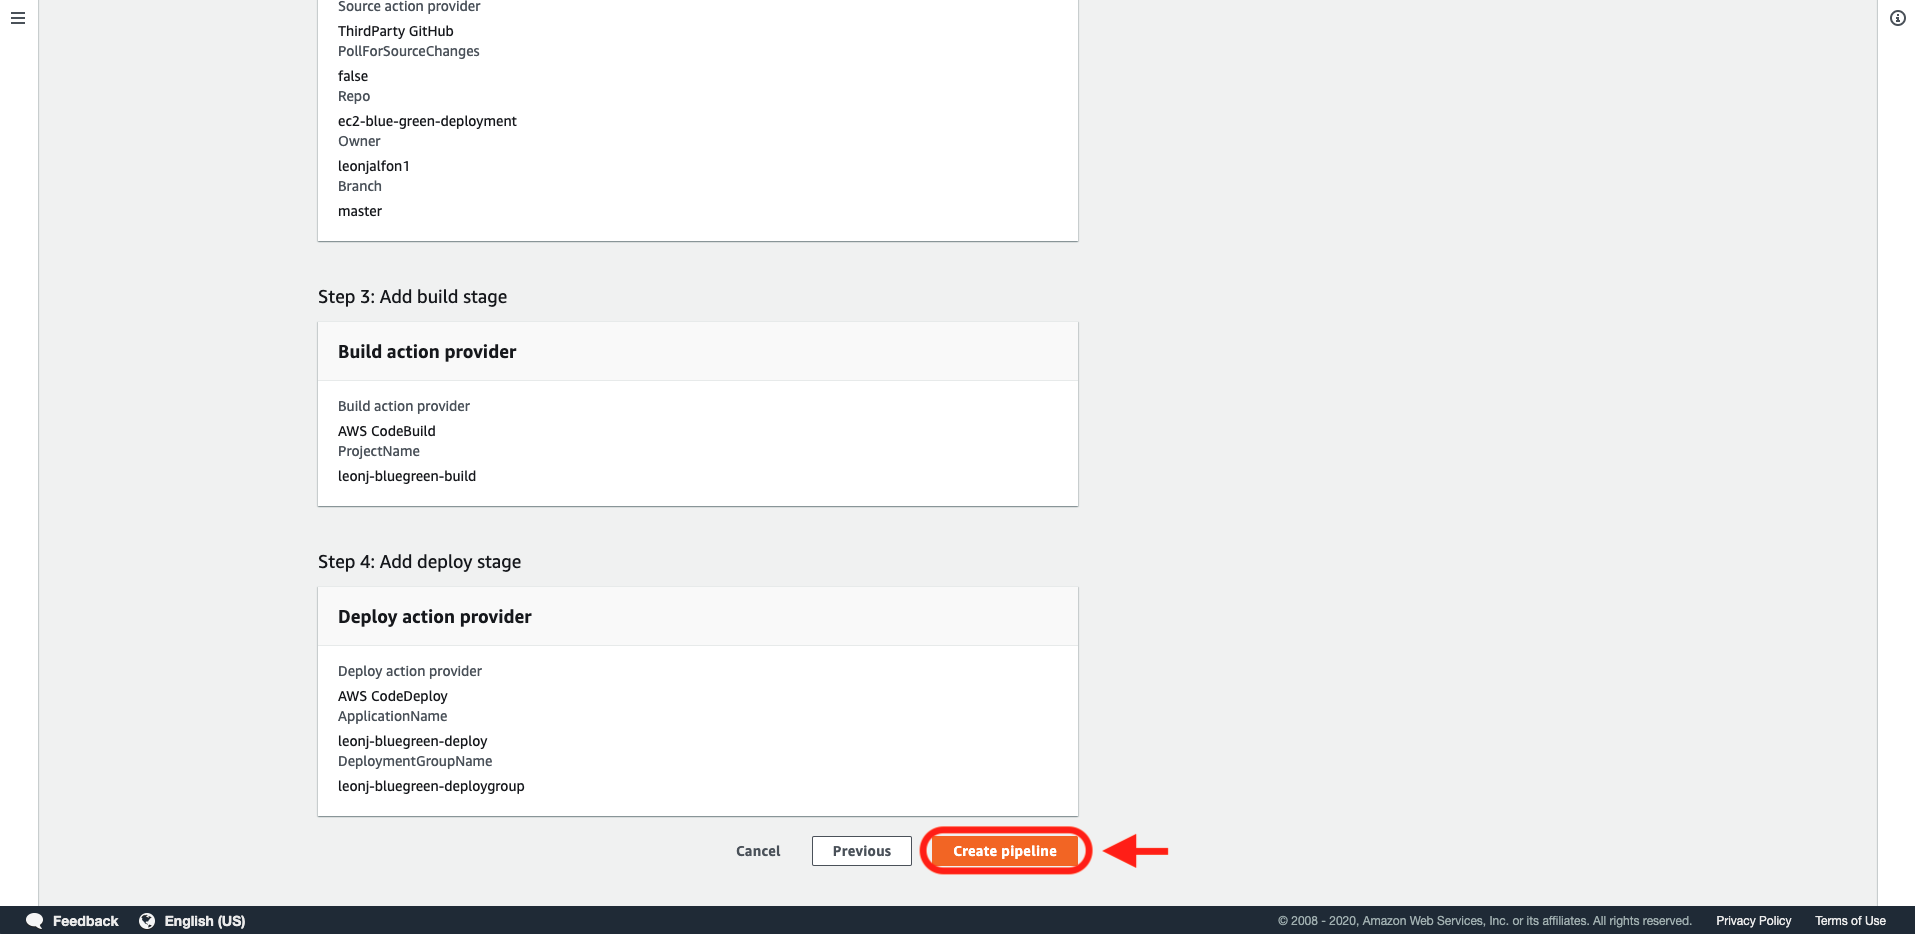 Source action provider
ThirdParty GitHub
PollForSourceChanges
false
Repo
ec2-blue-green-deployment
Owner
leonjalfon1
Branch
master
Step 3: Add build stage
Build action provider
Build action provider
AWS CodeBuild
ProjectName
leonj-bluegreen-build
Step 4: Add deploy stage
Deploy action provider
Deploy action provider
AWS CodeDeploy
ApplicationName
leonj-bluegreen-deploy
DeploymentGroupName
leonj-bluegreen-deploygroup
Cancel Previous Create pipeline
Feedback English (US) © 2008 - 2020, Amazon Web Services, Inc. or its affiliates. All rights reserved. Privacy Policy Terms of Use